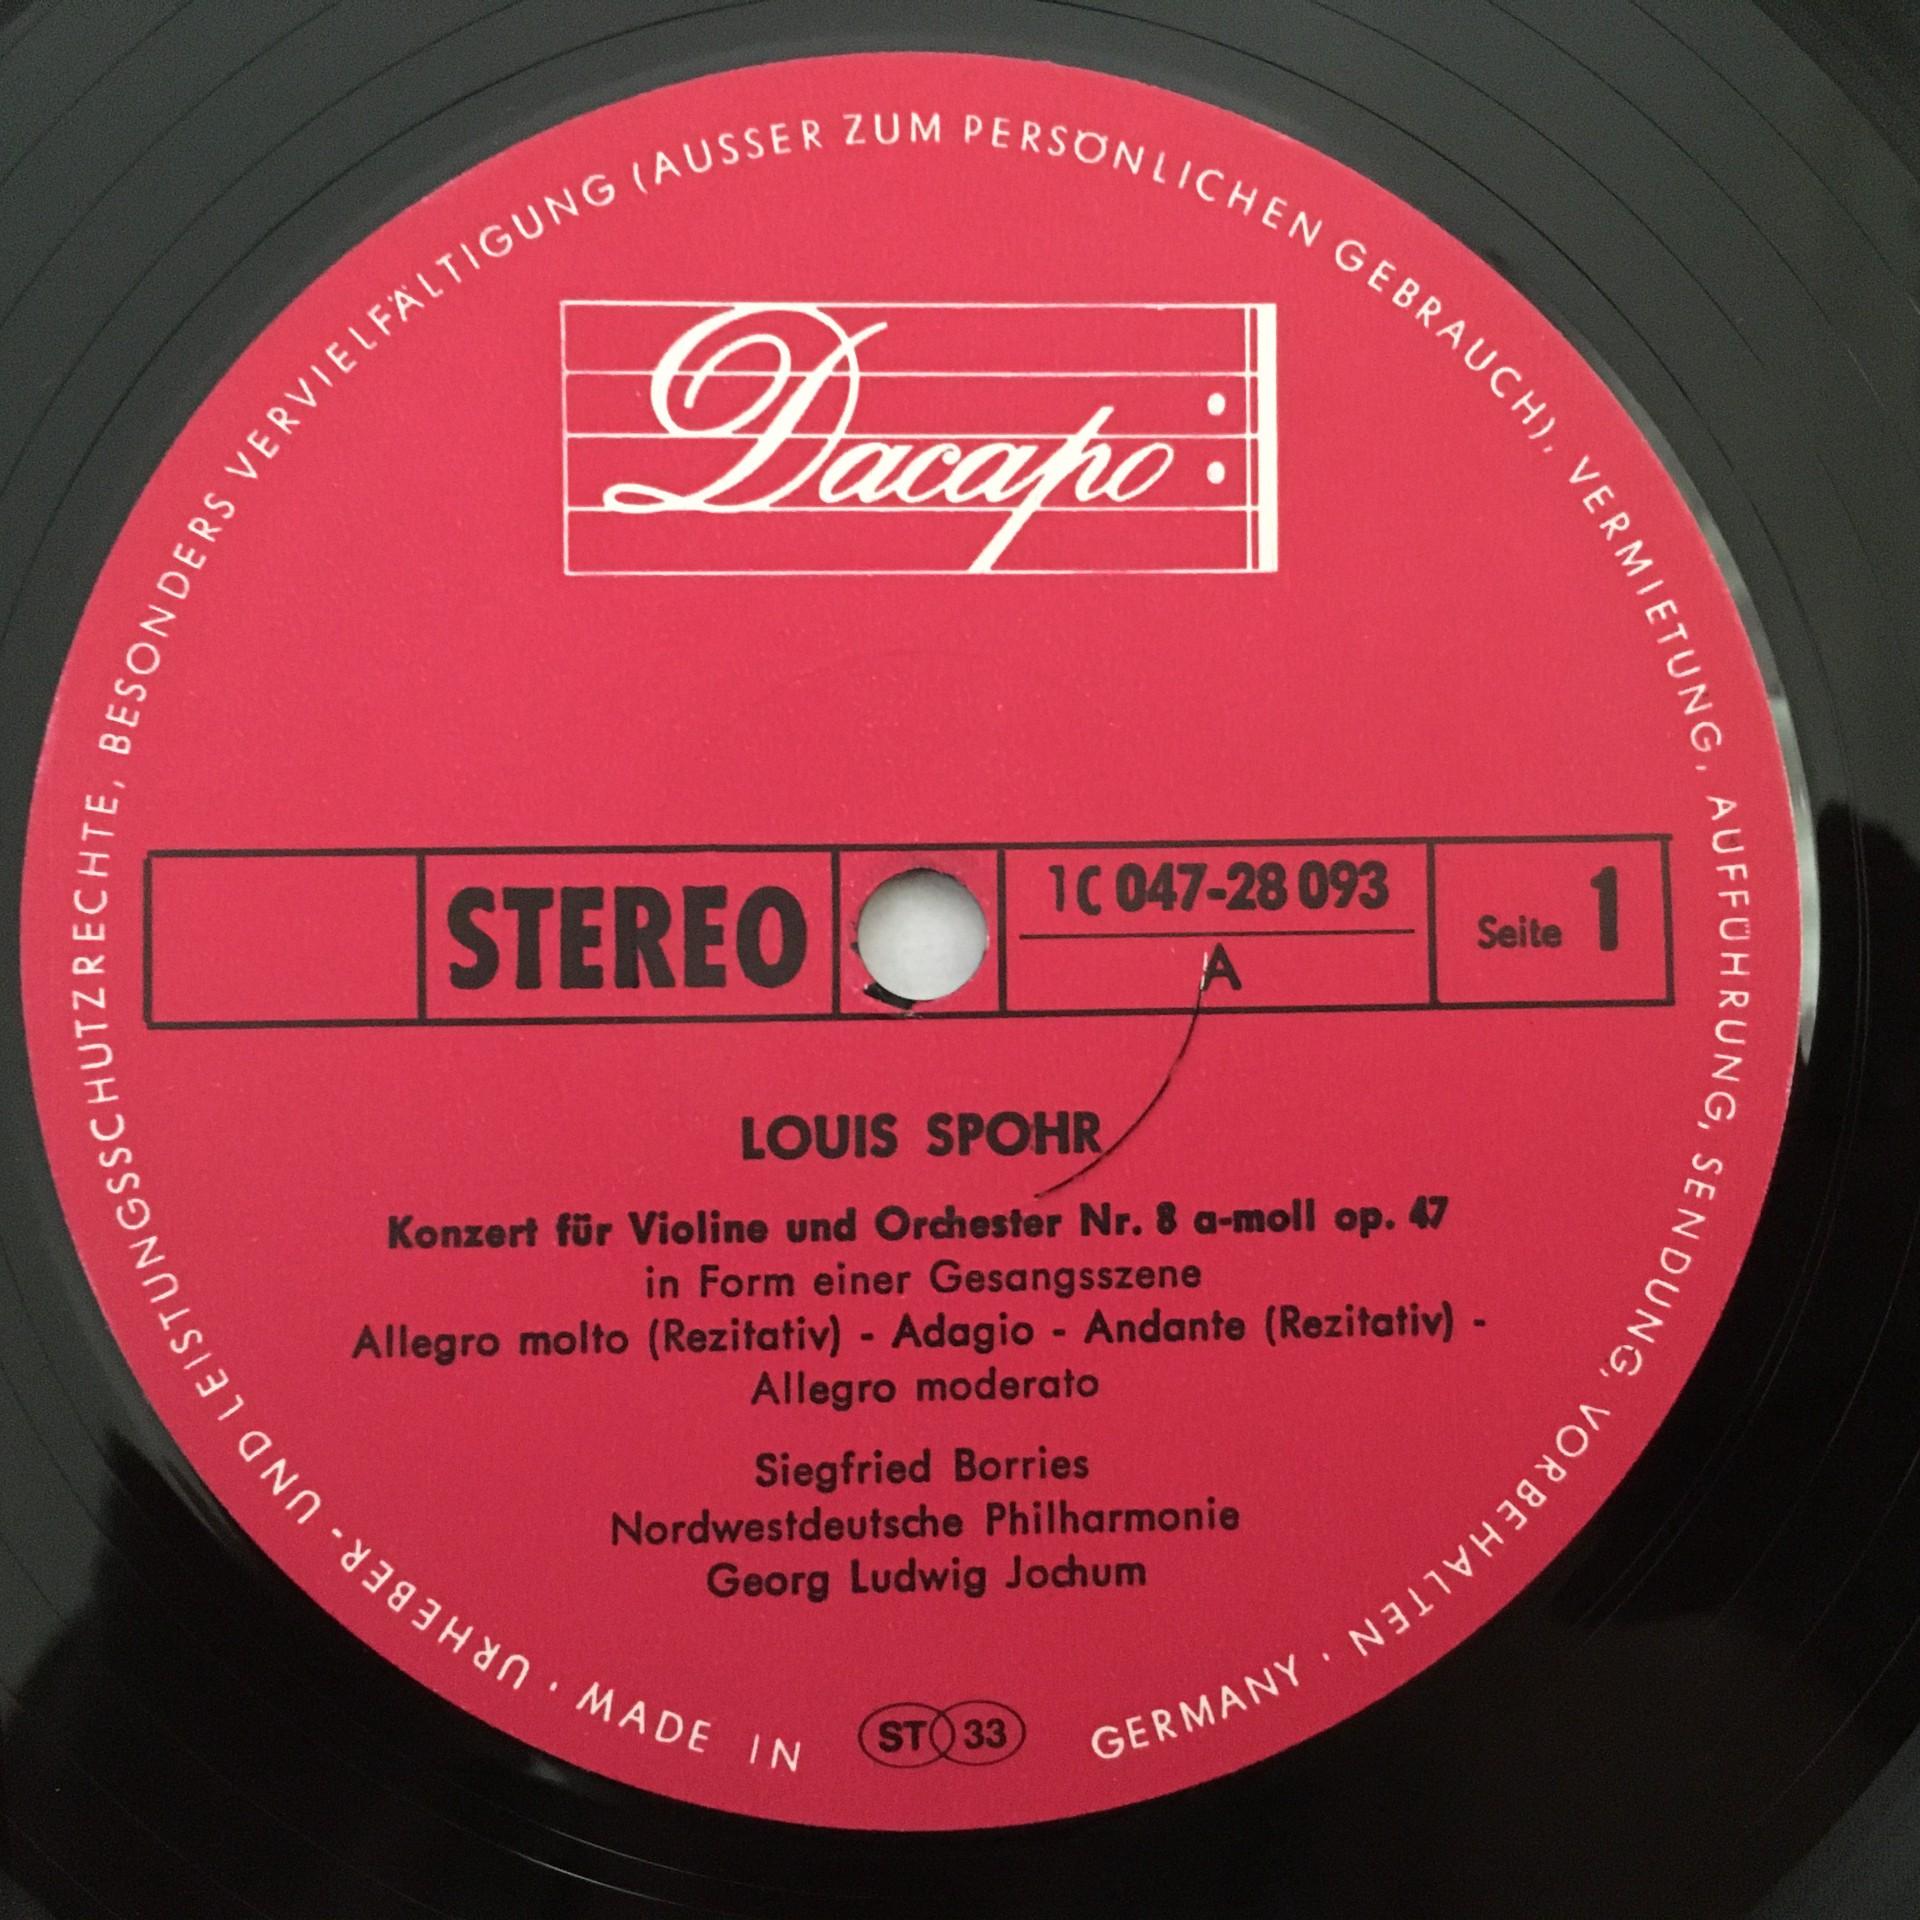 URHEBER- UND LEISTUNGSSCHUTZRECHTE, BESONDERS VERVIELFÄLTIGUNG (AUSSER ZUM PERSÖNLICHEN GEBRAUCH), VERMIETUNG, AUFFÜHRUNG, SENDUNG, VORBEHALTEN ·
Dacapo
STEREO
1C 047-28 093
A
Seite 1
LOUIS SPOHR
Konzert für Violine und Orchester Nr. 8 a-moll op. 47
in Form einer Gesangsszene
Allegro molto (Rezitativ) - Adagio - Andante (Rezitativ) -
Allegro moderato
Siegfried Borries
Nordwestdeutsche Philharmonie
Georg Ludwig Jochum
ST 33
· MADE IN GERMANY